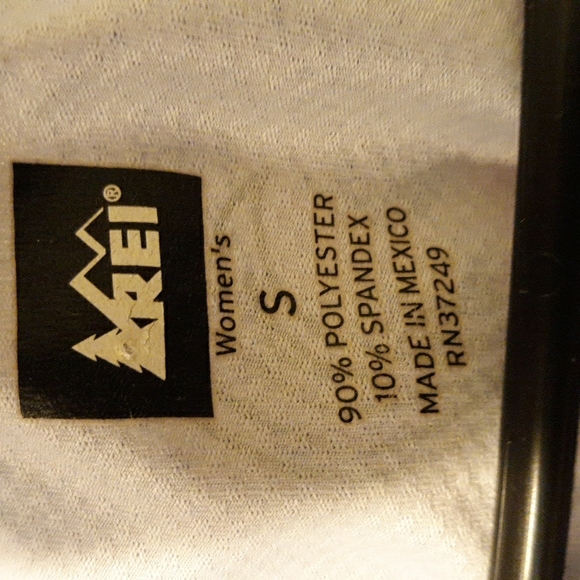 REI®
Women's
S
90% POLYESTER
10% SPANDEX
MADE IN MEXICO
RN37249